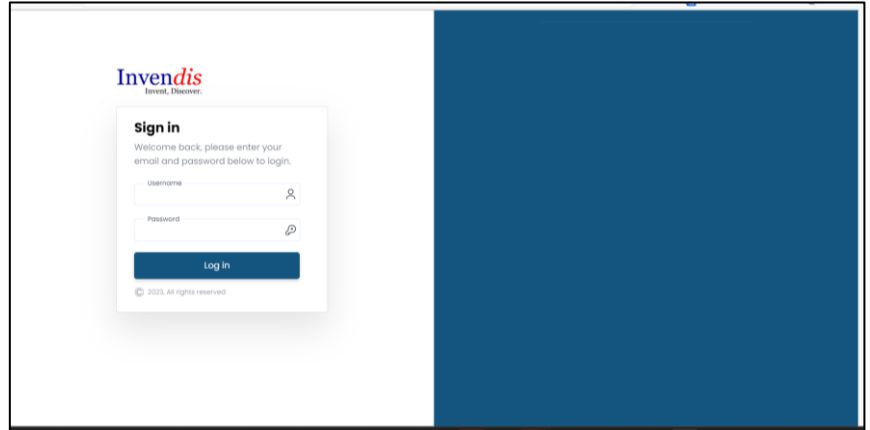 Invendis
Invent, Discover.
Sign in
Welcome back, please enter your
email and password below to login.
Username
Password
Log In
© 2023, All rights reserved